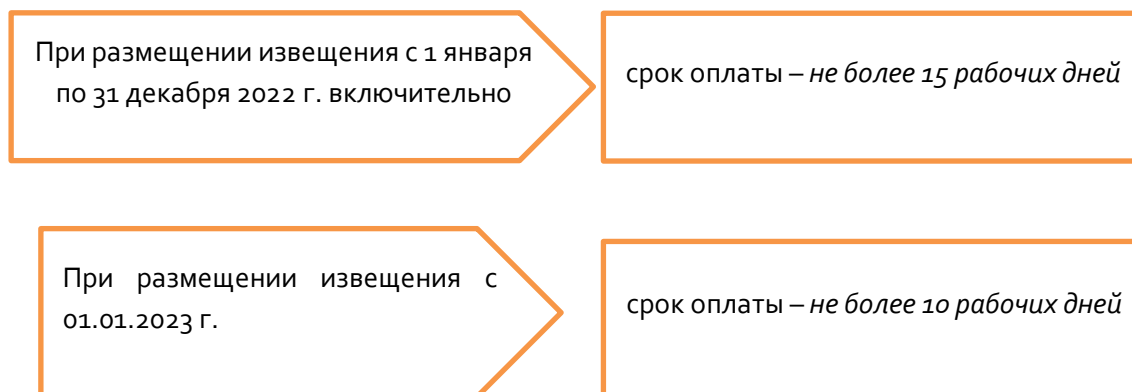 При размещении извещения с 1 января
по 31 декабря 2022 г. включительно
срок оплаты – не более 15 рабочих дней
При размещении извещения с
01.01.2023 г.
срок оплаты – не более 10 рабочих дней